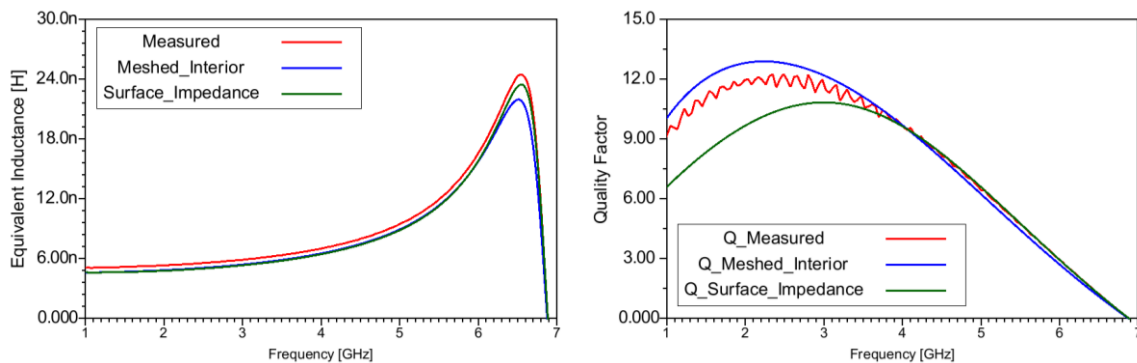 30.0n
24.0n
18.0n
12.0n
6.00n
0.000
Equivalent Inductance [H]
Measured
Meshed_Interior
Surface_Impedance
1 2 3 4 5 6 7
Frequency [GHz]
15.0
12.0
9.00
6.00
3.00
0.000
Quality Factor
Q_Measured
Q_Meshed_Interior
Q_Surface_Impedance
1 2 3 4 5 6 7
Frequency [GHz]